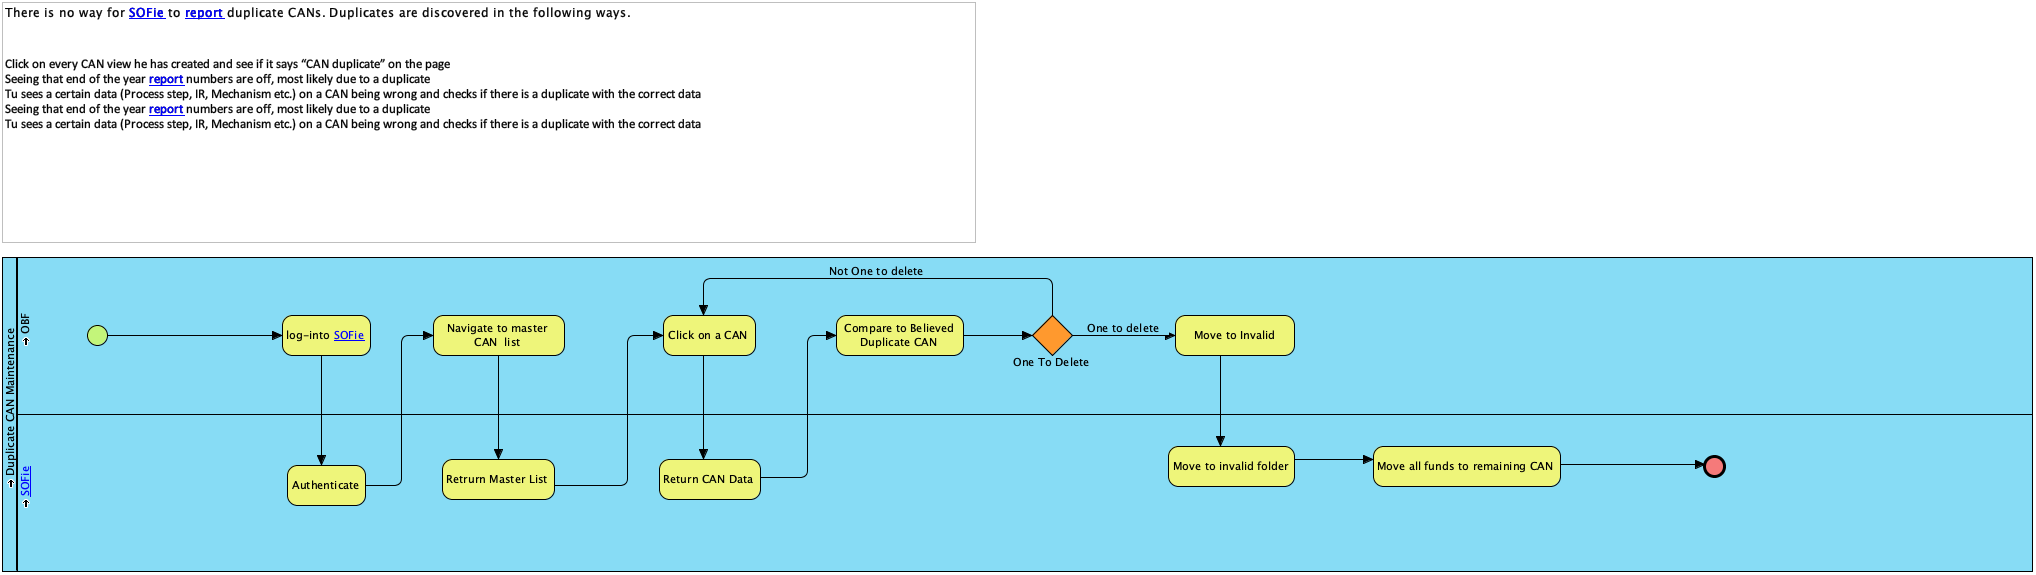 There is no way for SOFie to report duplicate CANs. Duplicates are discovered in the following ways.
Click on every CAN view he has created and see if it says “CAN duplicate” on the page
Seeing that end of the year report numbers are off, most likely due to a duplicate
Tu sees a certain data (Process step, IR, Mechanism etc.) on a CAN being wrong and checks if there is a duplicate with the correct data
Seeing that end of the year report numbers are off, most likely due to a duplicate
Tu sees a certain data (Process step, IR, Mechanism etc.) on a CAN being wrong and checks if there is a duplicate with the correct data
Duplicate CAN Maintenance
OBF
log-into SOFie
Navigate to master
CAN list
Click on a CAN
Compare to Believed
Duplicate CAN
Not One to delete
One To Delete
One to delete
Move to Invalid
SOFie
Authenticate
Retrurn Master List
Return CAN Data
Move to invalid folder
Move all funds to remaining CAN